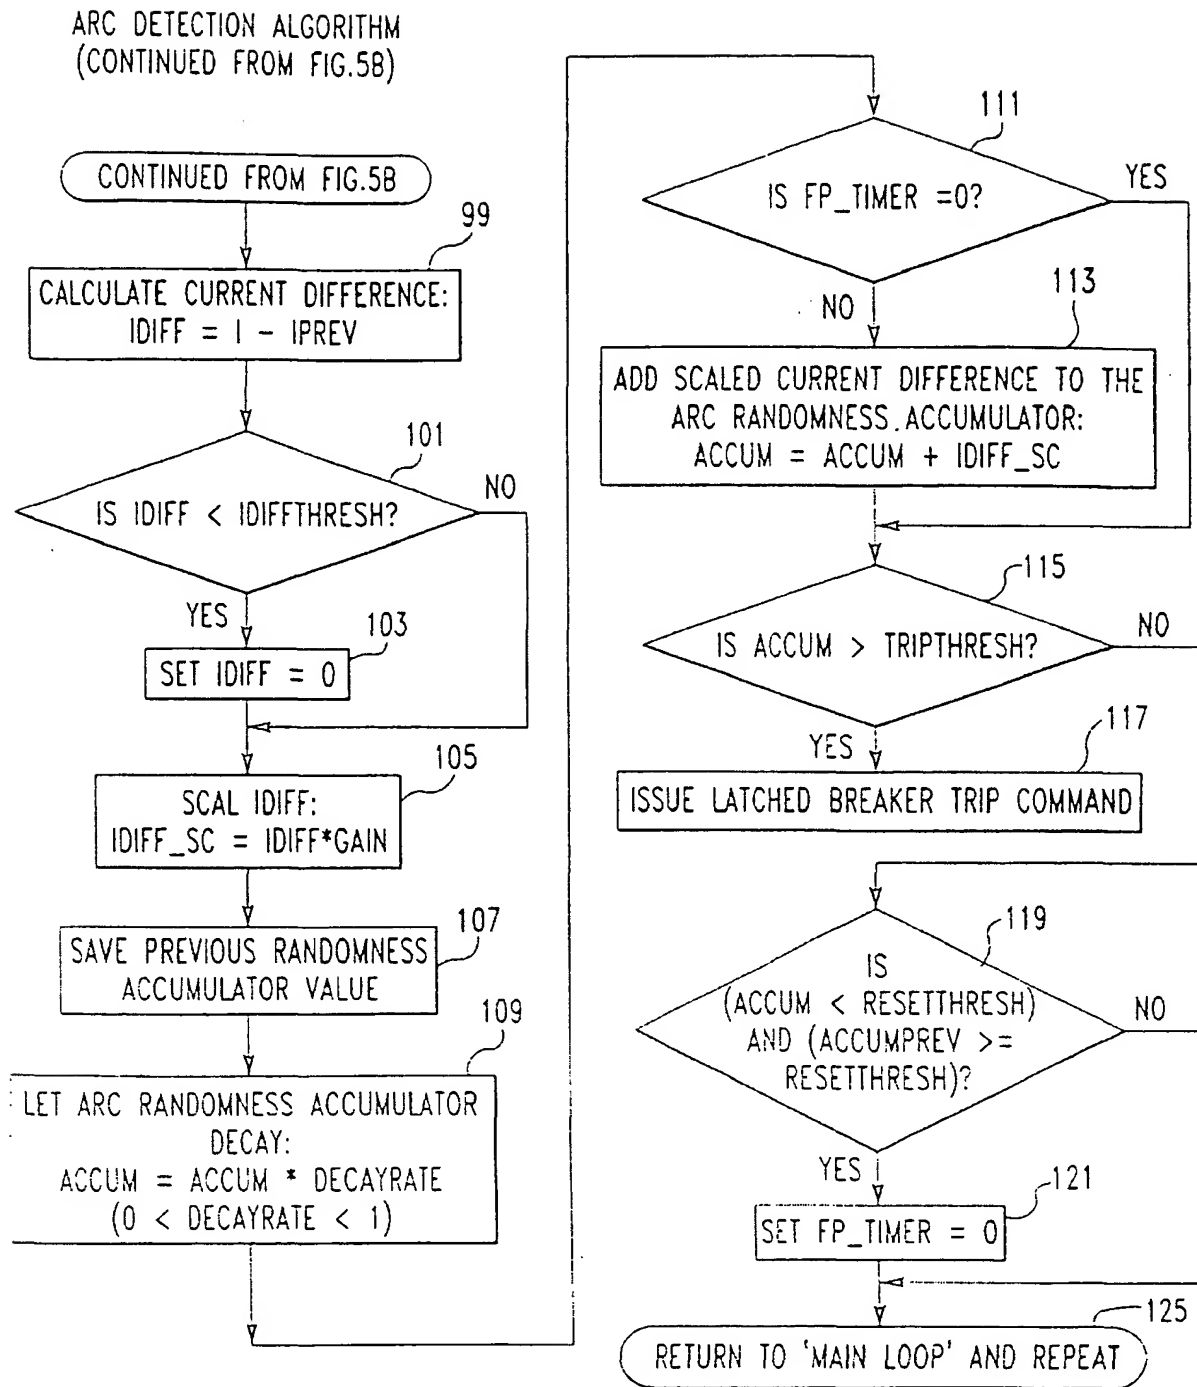 ARC DETECTION ALGORITHM
(CONTINUED FROM FIG.5B)
CONTINUED FROM FIG.5B
99
CALCULATE CURRENT DIFFERENCE:
IDIFF = I - IPREV
101
IS IDIFF < IDIFFTHRESH?
NO
YES
103
SET IDIFF = 0
105
SCAL IDIFF:
IDIFF_SC = IDIFF*GAIN
107
SAVE PREVIOUS RANDOMNESS
ACCUMULATOR VALUE
109
LET ARC RANDOMNESS ACCUMULATOR
DECAY:
ACCUM = ACCUM * DECAYRATE
(0 < DECAYRATE < 1)
111
IS FP_TIMER =0?
YES
NO
113
ADD SCALED CURRENT DIFFERENCE TO THE
ARC RANDOMNESS.ACCUMULATOR:
ACCUM = ACCUM + IDIFF_SC
115
IS ACCUM > TRIPTHRESH?
NO
YES
117
ISSUE LATCHED BREAKER TRIP COMMAND
119
IS
(ACCUM < RESETTHRESH)
AND (ACCUMPREV >=
RESETTHRESH)?
NO
YES
121
SET FP_TIMER = 0
125
RETURN TO 'MAIN LOOP' AND REPEAT